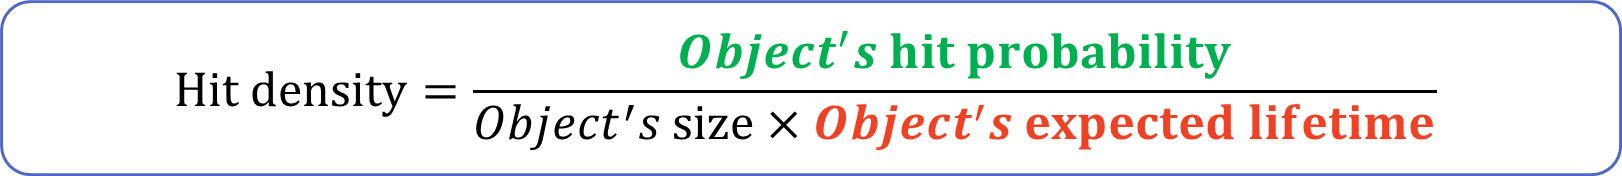 Object's hit probability
Hit density =
Object's size × Object's expected lifetime